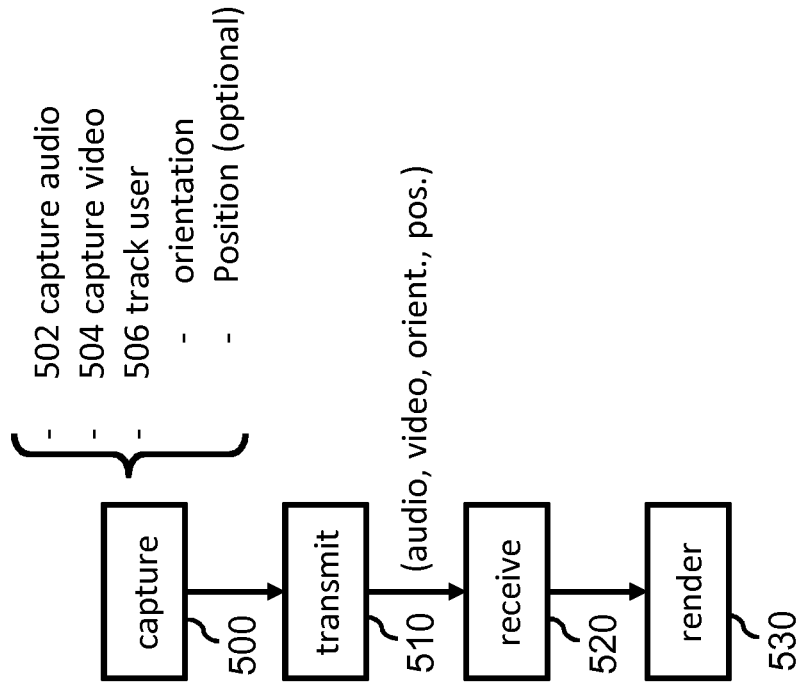 - 502 capture audio
- 504 capture video
- 506 track user
- orientation
- Position (optional)
capture
500
transmit
510
(audio, video, orient., pos.)
receive
520
render
530